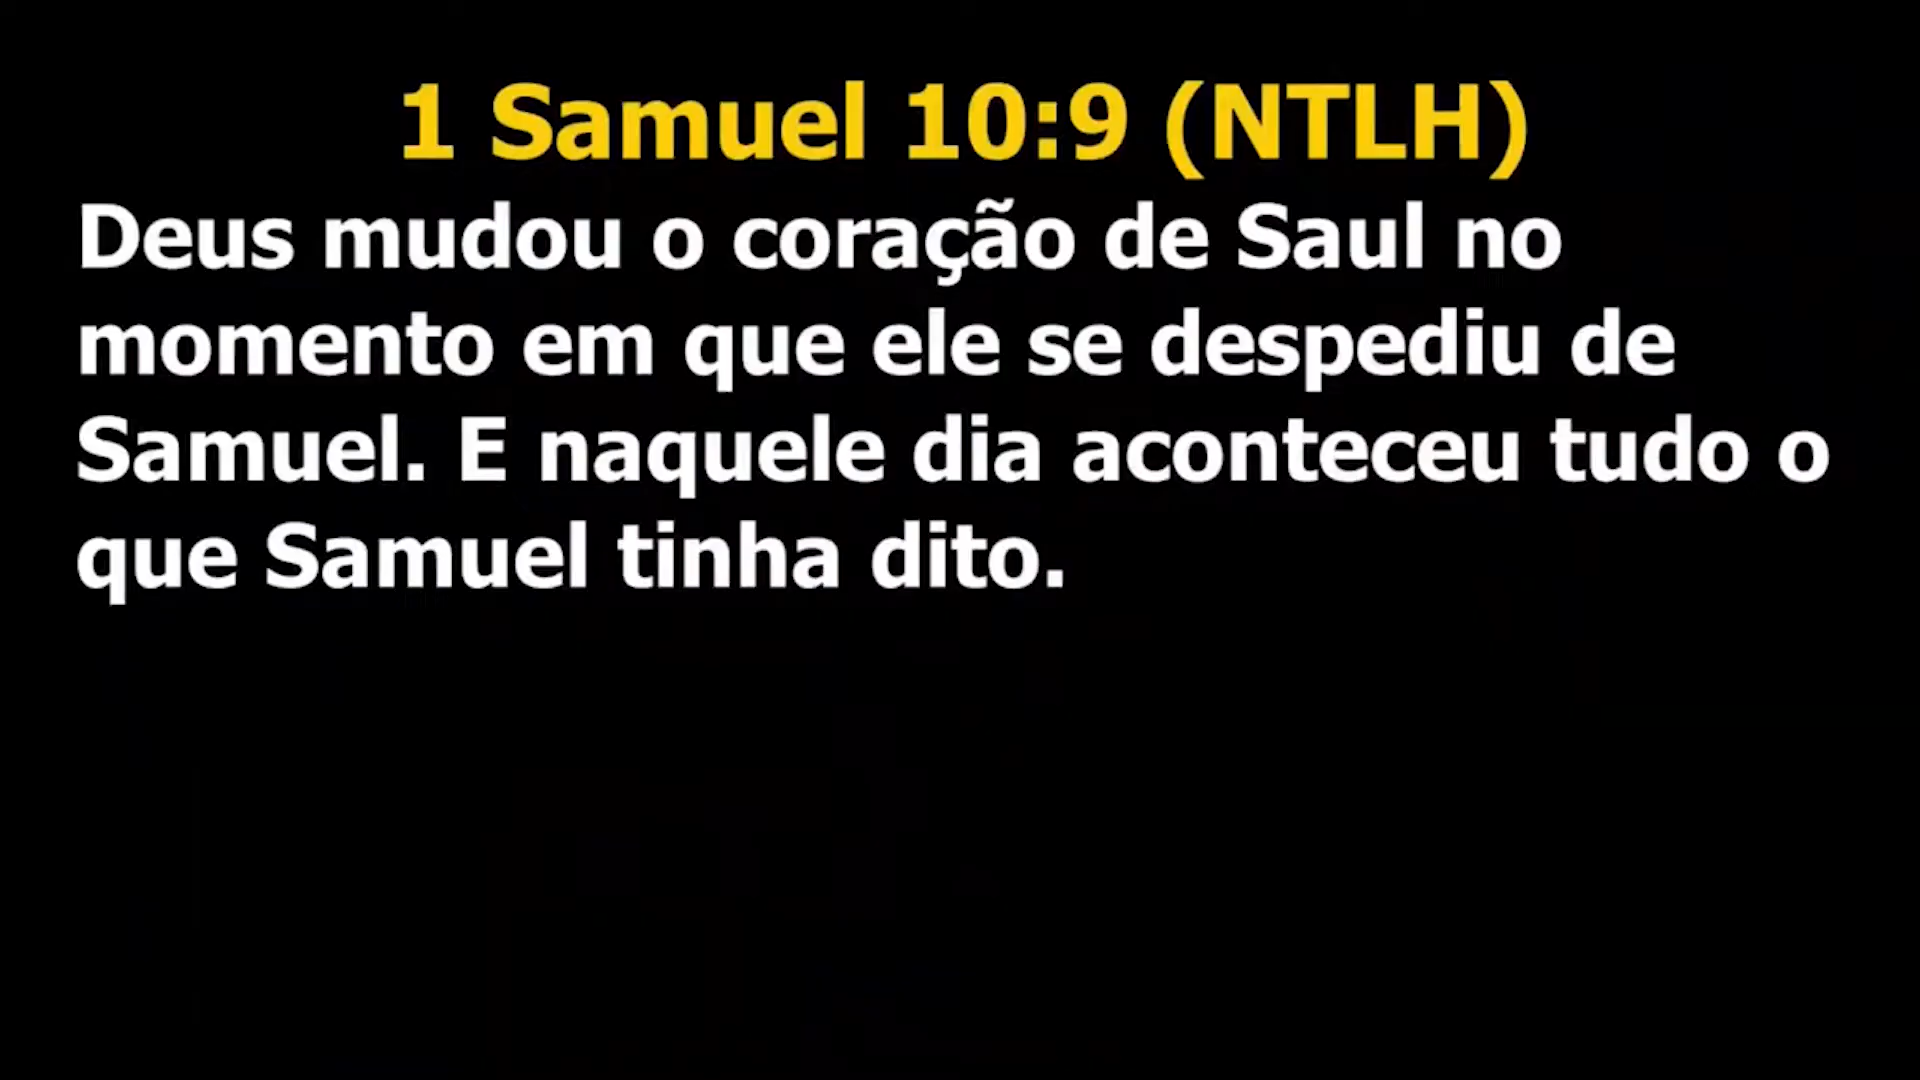 1 Samuel 10:9 (NTLH)
Deus mudou o coração de Saul no
momento em que ele se despediu de
Samuel. E naquele dia aconteceu tudo o
que Samuel tinha dito.